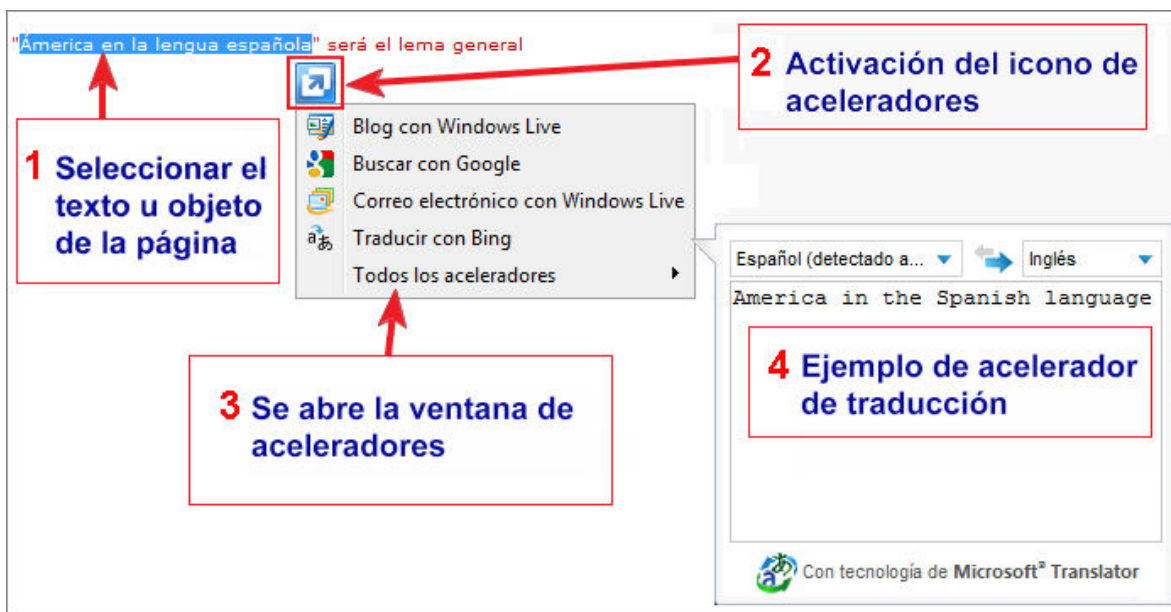 "Ámerica en la lengua española" será el lema general
2 Activación del icono de
aceleradores
1 Seleccionar el
texto u objeto
de la página
Blog con Windows Live
Buscar con Google
Correo electrónico con Windows Live
Traducir con Bing
Todos los aceleradores
3 Se abre la ventana de
aceleradores
Español (detectado a... Inglés
America in the Spanish language
4 Ejemplo de acelerador
de traducción
Con tecnología de Microsoft® Translator